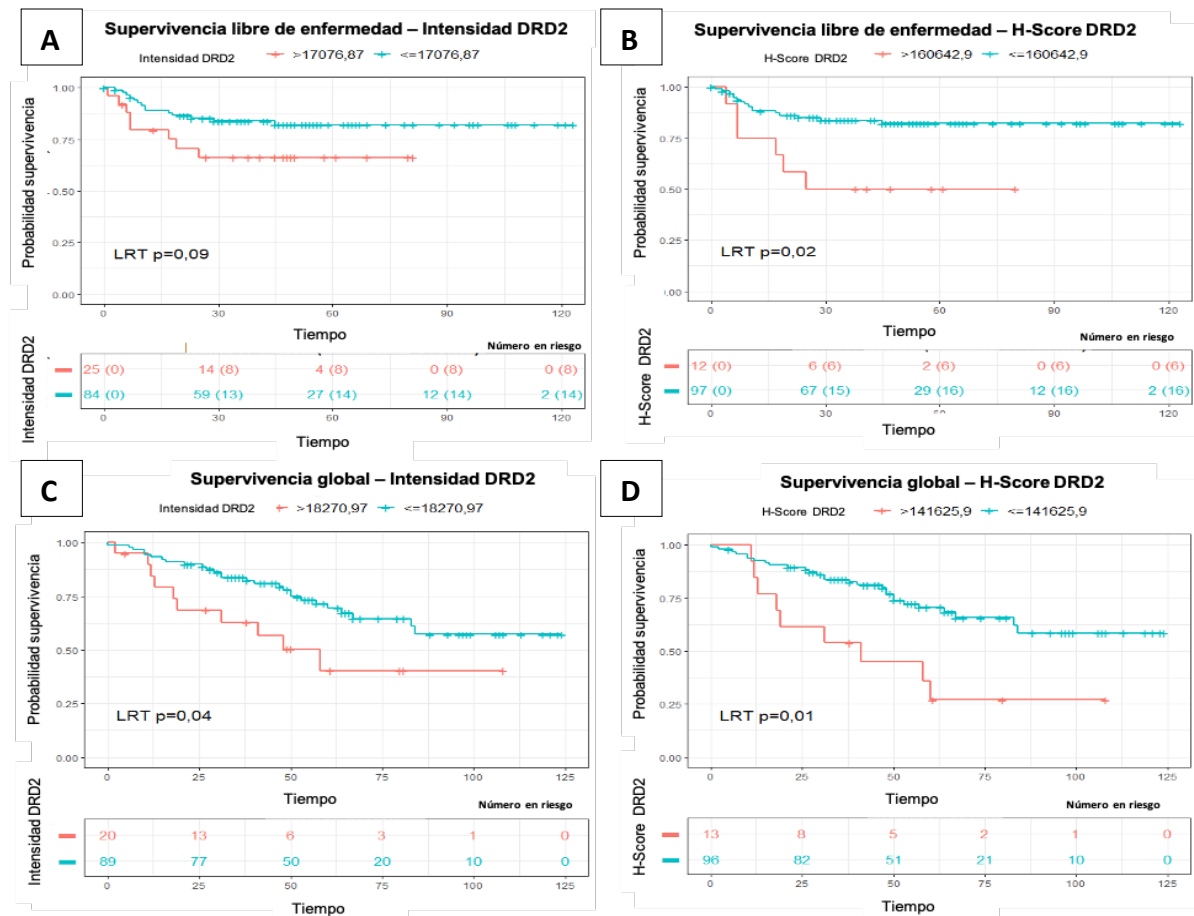 A
Supervivencia libre de enfermedad – Intensidad DRD2
Intensidad DRD2 >17076,87 <=17076,87
Probabilidad supervivencia
1.00
0.75
0.50
0.25
0.00
LRT p=0,09
0 30 60 90 120
Tiempo
Número en riesgo
Intensidad DRD2
25 (0) 14 (8) 4 (8) 0 (8) 0 (8)
84 (0) 59 (13) 27 (14) 12 (14) 2 (14)
0 30 60 90 120
Tiempo
B
Supervivencia libre de enfermedad – H-Score DRD2
H-Score DRD2 >160642,9 <=160642,9
Probabilidad supervivencia
1.00
0.75
0.50
0.25
.00
LRT p=0,02
0 30 60 90 120
Tiempo
Número en riesgo
H-Score DRD2
12 (0) 6 (6) 2 (6) 0 (6) 0 (6)
97 (0) 67 (15) 29 (16) 12 (16) 2 (16)
0 30 60 90 120
Tiempo
C
Supervivencia global – Intensidad DRD2
Intensidad DRD2 >18270,97 <=18270,97
Probabilidad supervivencia
1.00
0.75
0.50
0.25
0.00
LRT p=0,04
0 25 50 75 100 125
Tiempo
Número en riesgo
Intensidad DRD2
20 13 6 3 1 0
89 77 50 20 10 0
0 25 50 75 100 125
Tiempo
D
Supervivencia global – H-Score DRD2
H-Score DRD2 >141625,9 <=141625,9
Probabilidad supervivencia
1.00
0.75
0.50
0.25
0.00
LRT p=0,01
0 25 50 75 100 125
Tiempo
Número en riesgo
H-Score DRD2
13 8 5 2 1 0
96 82 51 21 10 0
0 25 50 75 100 125
Tiempo